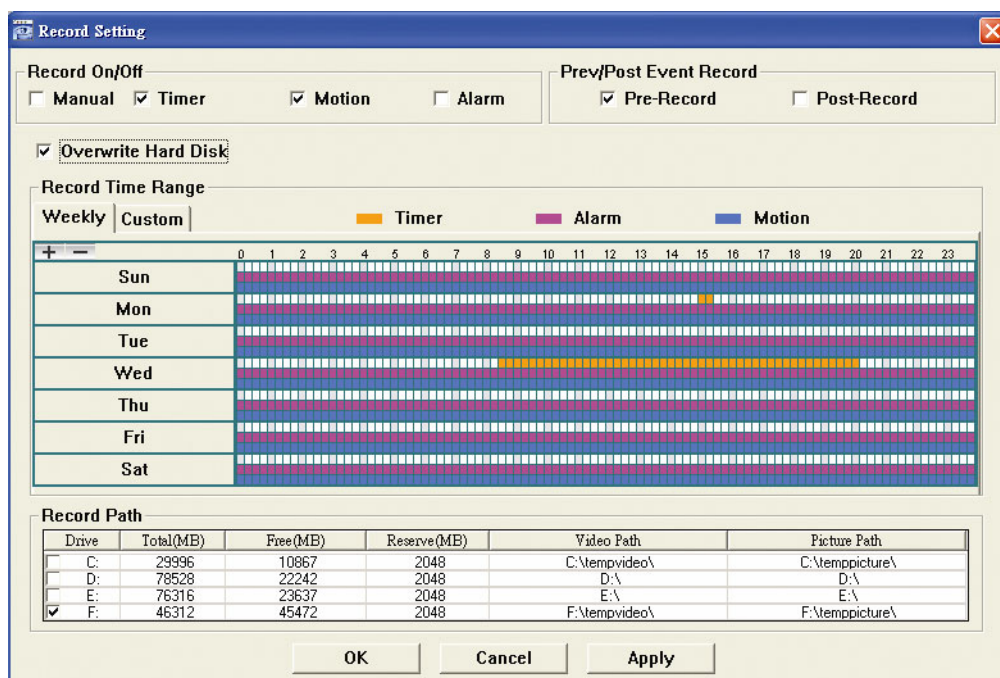 Record Setting
Record On/Off
Manual Timer Motion Alarm
Prev/Post Event Record
Pre-Record Post-Record
Overwrite Hard Disk
Record Time Range
Weekly Custom Timer Alarm Motion
+ − 0 1 2 3 4 5 6 7 8 9 10 11 12 13 14 15 16 17 18 19 20 21 22 23
Sun
Mon
Tue
Wed
Thu
Fri
Sat
Record Path
Drive Total(MB) Free(MB) Reserve(MB) Video Path Picture Path
C: 29996 10867 2048 C:\tempvideo\ C:\temppicture\
D: 78528 22242 2048 D:\ D:\
E: 76316 23637 2048 E:\ E:\
F: 46312 45472 2048 F:\tempvideo\ F:\temppicture\
OK Cancel Apply